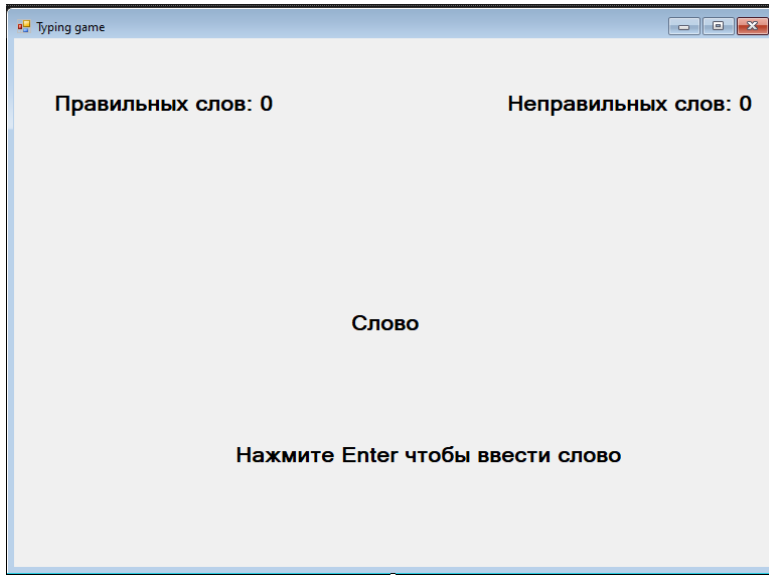 Typing game
Правильных слов: 0
Неправильных слов: 0
Слово
Нажмите Enter чтобы ввести слово